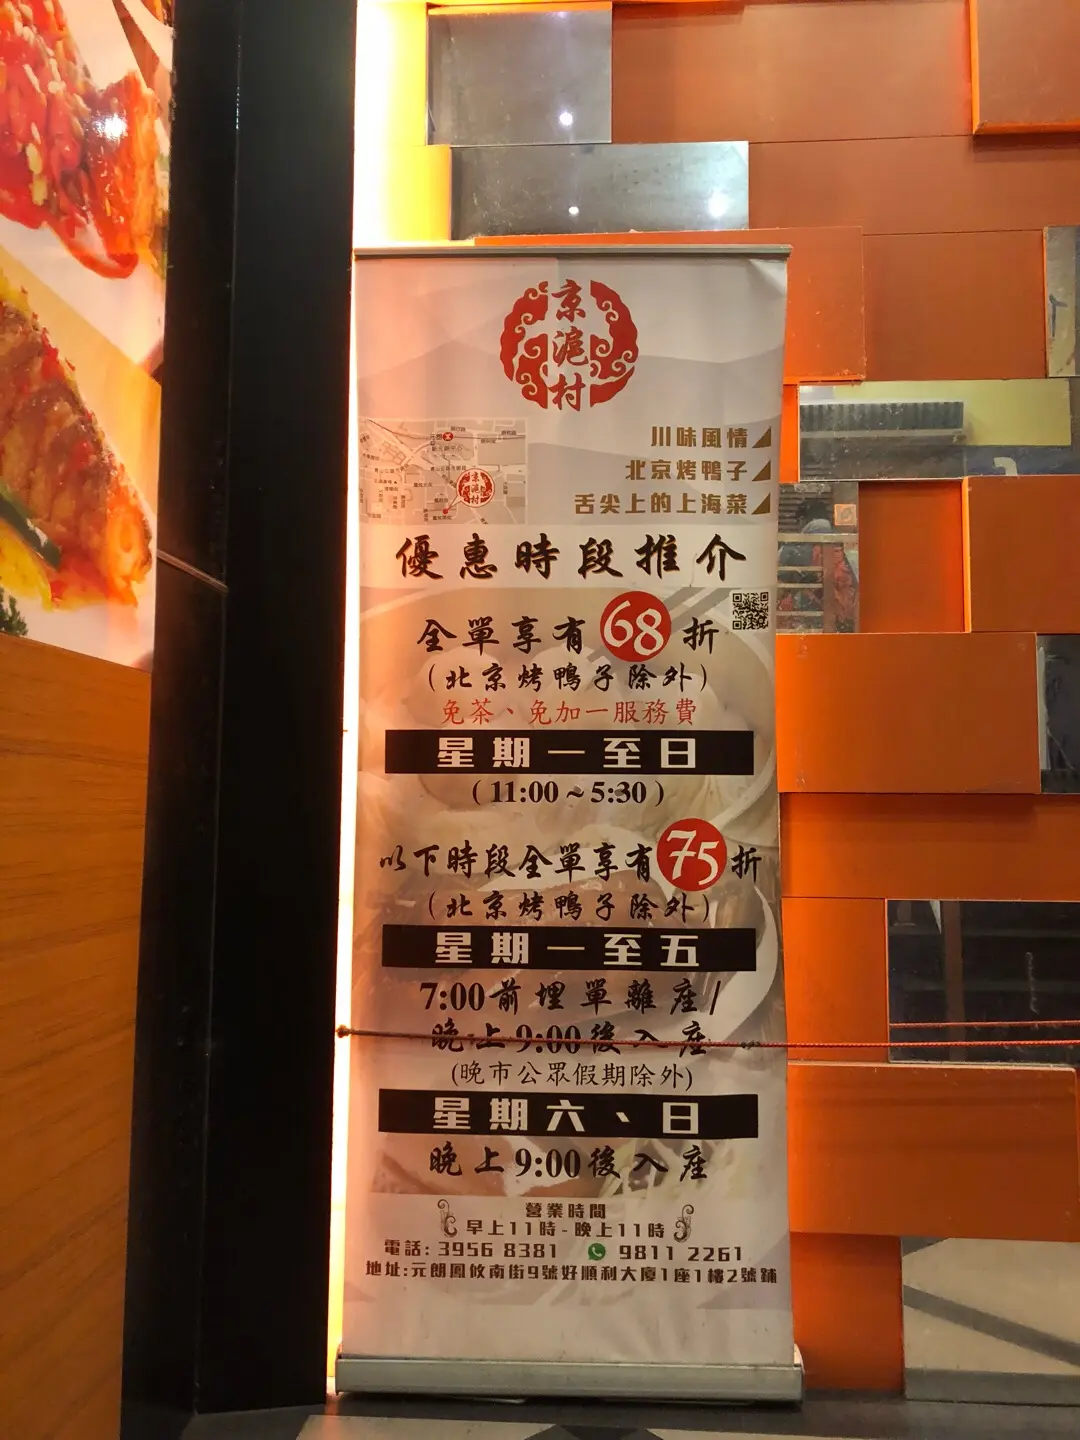 京滬村
川味風情
北京烤鴨子
舌尖上的上海菜
京滬村
優惠時段推介
全單享有68折
(北京烤鴨子除外)
免茶、免加一服務費
星期一至日
(11:00~5:30)
以下時段全單享有75折
(北京烤鴨子除外)
星期一至五
7:00前埋單離座/
晚上9:00後入座
(晚市公眾假期除外)
星期六、日
晚上9:00後入座
營業時間
早上11時-晚上11時
電話: 3956 8381 9811 2261
地址:元朗鳳攸南街9號好順利大廈1座1樓2號鋪